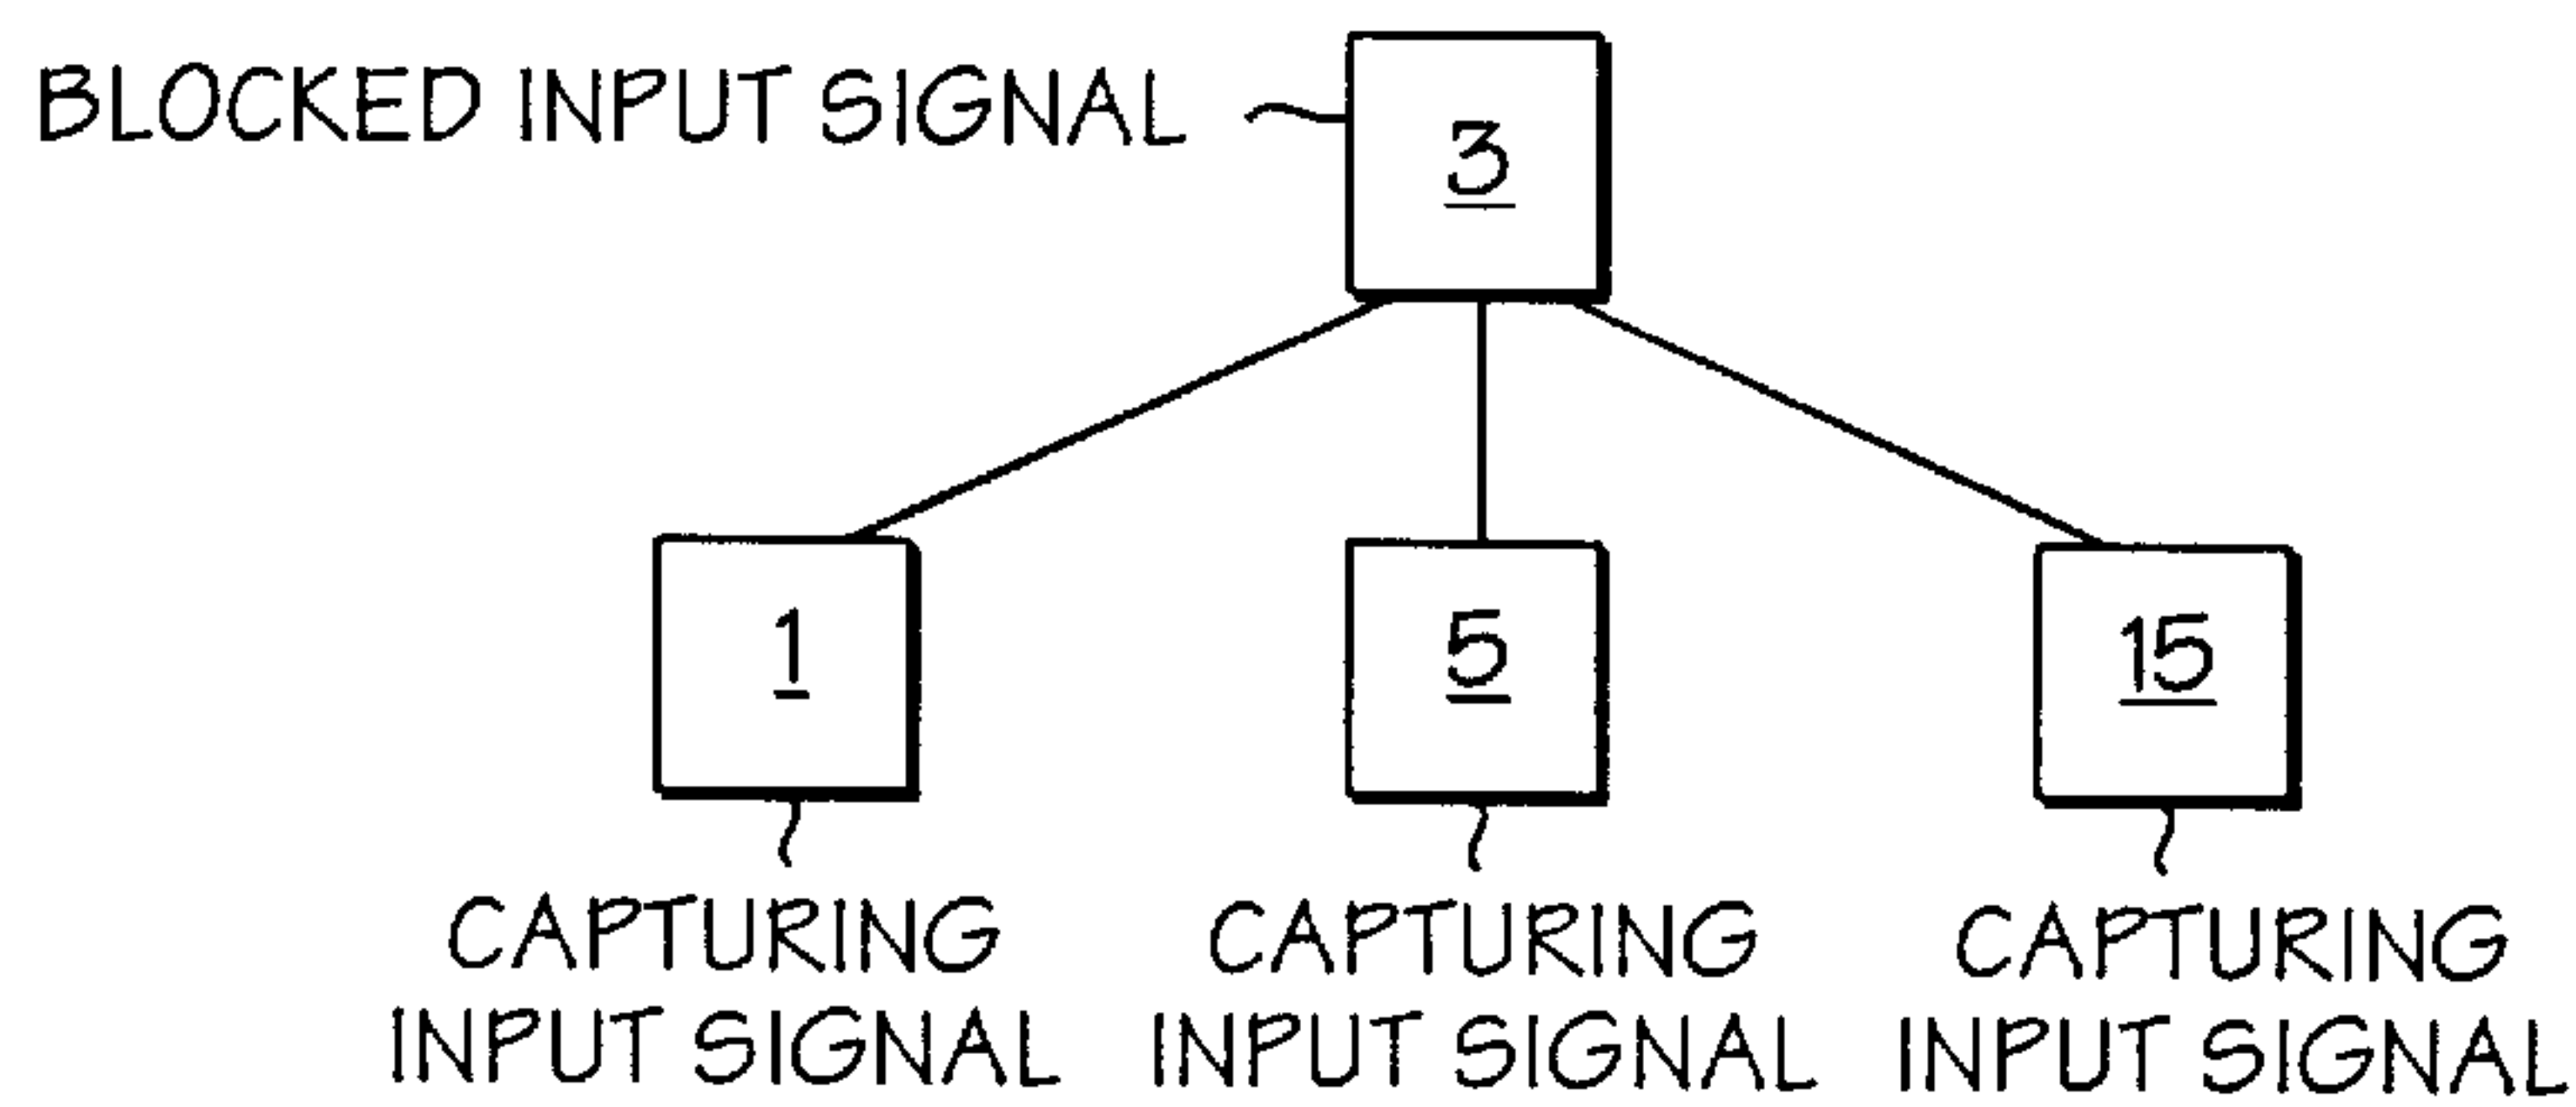 BLOCKED INPUT SIGNAL
3
1
5
15
CAPTURING
INPUT SIGNAL
CAPTURING
INPUT SIGNAL
CAPTURING
INPUT SIGNAL